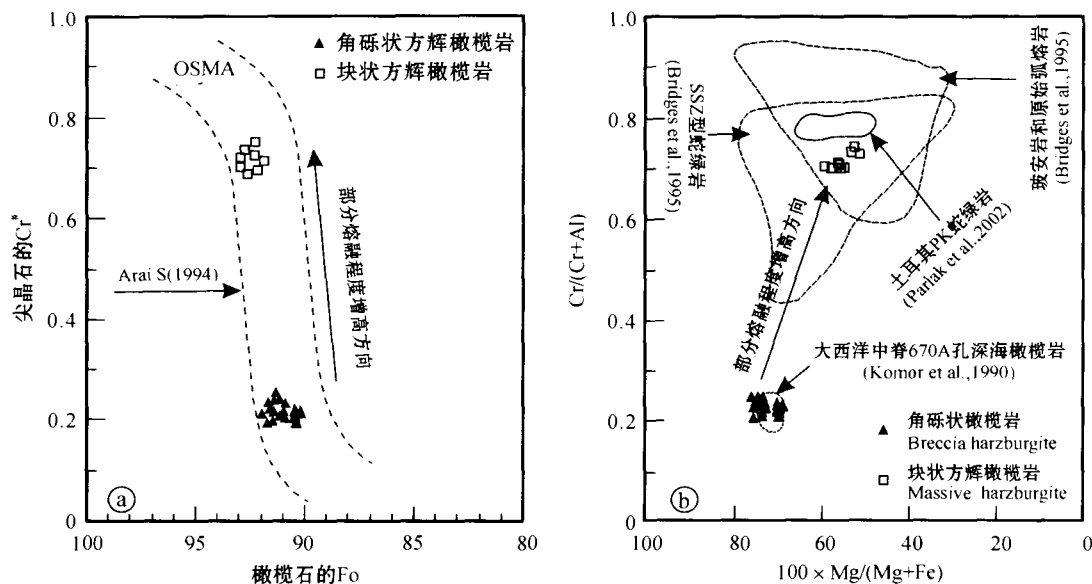 1.0
0.8
0.6
0.4
0.2
0
100
95
90
85
80
尖晶石的Cr#
橄榄石的Fo
OSMA
▲ 角砾状方辉橄榄岩
□ 块状方辉橄榄岩
Arai S(1994)
部分熔融程度增高方向
a
1.0
0.8
0.6
0.4
0.2
0
100
80
60
40
20
0
Cr/(Cr+Al)
100 × Mg/(Mg+Fe)
SSZ型蛇绿岩
(Bridges et al.,1995)
玻安岩和原始弧熔岩
(Bridges et al.,1995)
土耳其PK蛇绿岩
(Parlak et al.,2002)
部分熔融程度增高方向
大西洋中脊670A孔深海橄榄岩
(Komor et al.,1990)
▲ 角砾状橄榄岩
Breccia harzburgite
□ 块状方辉橄榄岩
Massive harzburgite
b